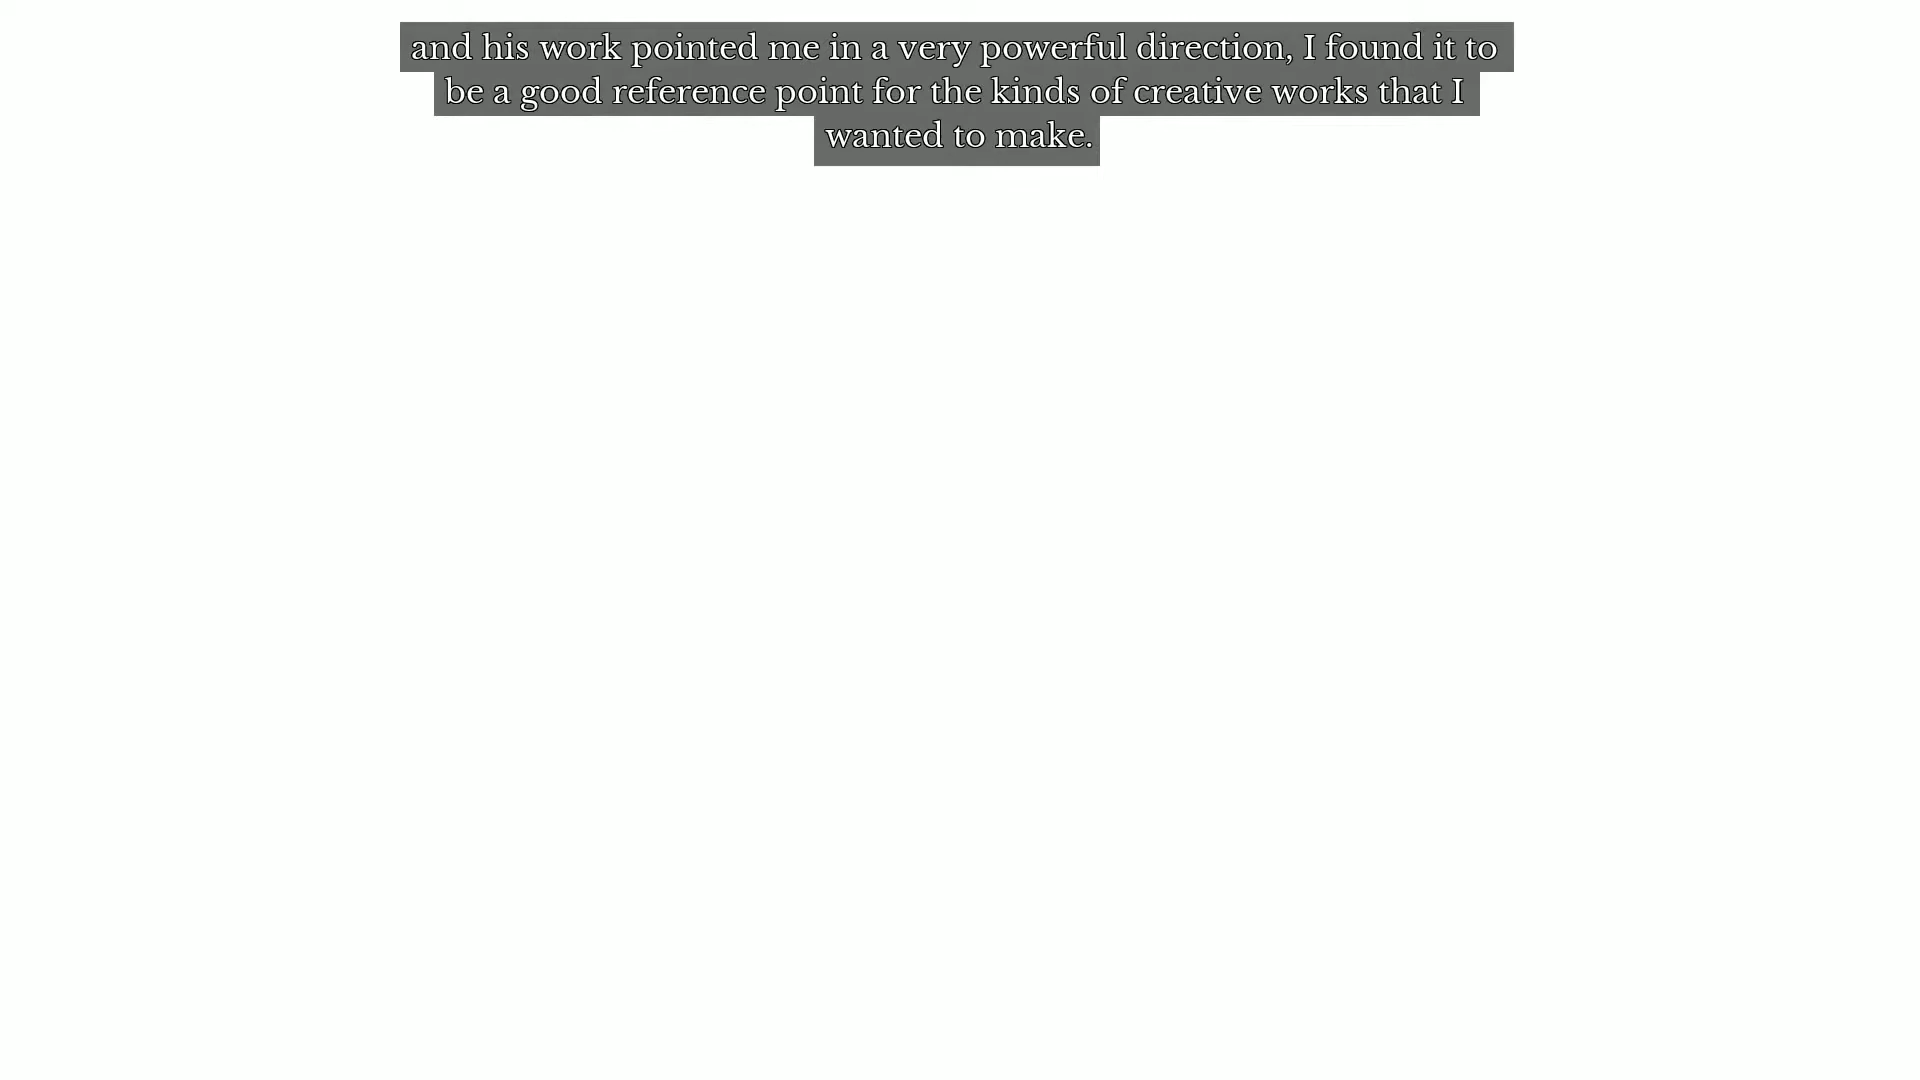 and his work pointed me in a very powerful direction, I found it to
be a good reference point for the kinds of creative works that I
wanted to make.